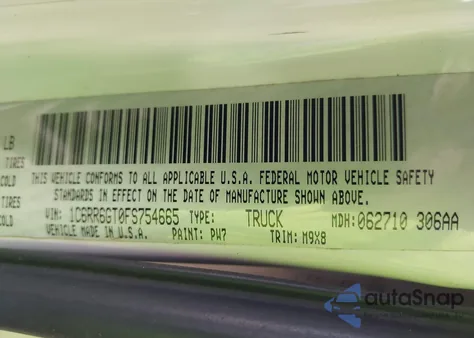 LB
TIRES
COLD
TIRES
COLD
THIS VEHICLE CONFORMS TO ALL APPLICABLE U.S.A. FEDERAL MOTOR VEHICLE SAFETY
STANDARDS IN EFFECT ON THE DATE OF MANUFACTURE SHOWN ABOVE.
VIN: 1C6RR6GT0FS754665 TYPE: TRUCK MDH: 062710 306AA
VEHICLE MADE IN U.S.A. PAINT: PW7 TRIM: M9X8
autoSnap